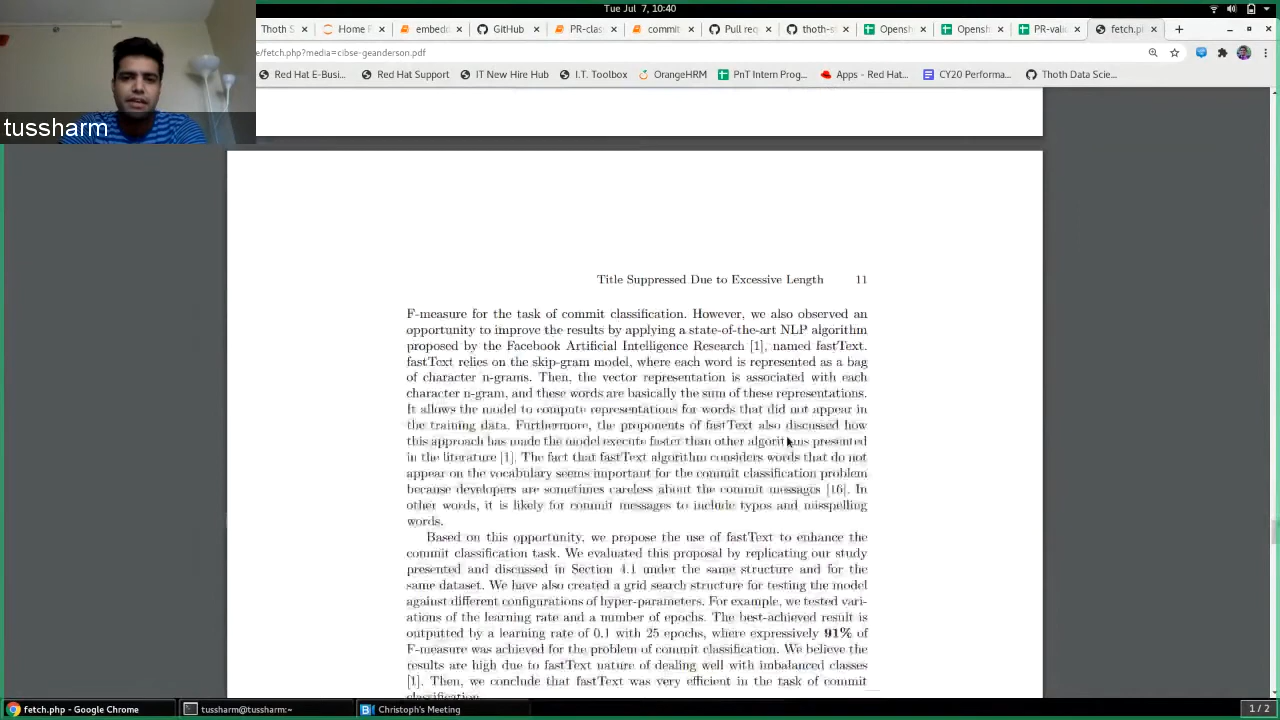 Tue Jul 7, 10:40
Thoth S
Home F
embedd
GitHub
PR-clas
commit
Pull req
thoth-st
Openshi
Openshi
PR-valid
fetch.ph
e/fetch.php?media=cibse-geanderson.pdf
Red Hat E-Busi...
Red Hat Support
IT New Hire Hub
I.T. Toolbox
OrangeHRM
PnT Intern Prog...
Apps - Red Hat...
CY20 Performa...
Thoth Data Scie...
tussharm
Title Suppressed Due to Excessive Length 11
F-measure for the task of commit classification. However, we also observed an
opportunity to improve the results by applying a state-of-the-art NLP algorithm
proposed by the Facebook Artificial Intelligence Research [1], named fastText.
fastText relies on the skip-gram model, where each word is represented as a bag
of character n-grams. Then, the vector representation is associated with each
character n-gram, and these words are basically the sum of these representations.
It allows the model to compute representations for words that did not appear in
the training data. Furthermore, the proponents of fastText also discussed how
this approach has made the model execute faster than other algorithms presented
in the literature [1]. The fact that fastText algorithm considers words that do not
appear on the vocabulary seems important for the commit classification problem
because developers are sometimes careless about the commit messages [16]. In
other words, it is likely for commit messages to include typos and misspelling
words.
Based on this opportunity, we propose the use of fastText to enhance the
commit classification task. We evaluated this proposal by replicating our study
presented and discussed in Section 4.1 under the same structure and for the
same dataset. We have also created a grid search structure for testing the model
against different configurations of hyper-parameters. For example, we tested vari-
ations of the learning rate and a number of epochs. The best-achieved result is
outputted by a learning rate of 0.1 with 25 epochs, where expressively 91% of
F-measure was achieved for the problem of commit classification. We believe the
results are high due to fastText nature of dealing well with imbalanced classes
[1]. Then, we conclude that fastText was very efficient in the task of commit
classification.
fetch.php - Google Chrome
tussharm@tussharm:~
Christoph's Meeting
1 / 2